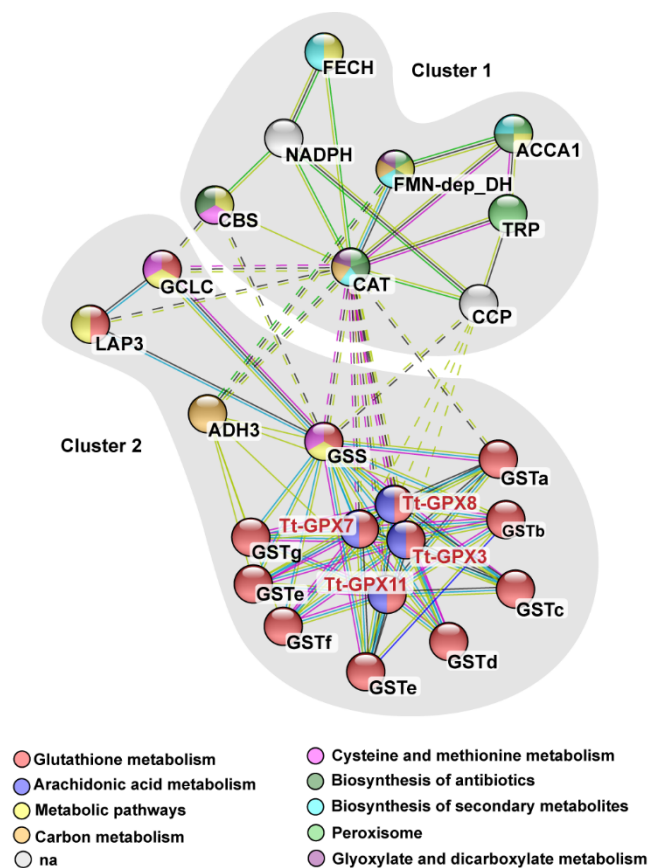 FECH
Cluster 1
NADPH
ACCA1
FMN-dep_DH
CBS
TRP
GCLC
CAT
CCP
LAP3
ADH3
Cluster 2
GSS
GSTa
Tt-GPX8
Tt-GPX7
GSTb
GSTg
Tt-GPX3
Tt-GPX11
GSTe
GSTc
GSTf
GSTd
GSTe
Glutathione metabolism
Arachidonic acid metabolism
Metabolic pathways
Carbon metabolism
na
Cysteine and methionine metabolism
Biosynthesis of antibiotics
Biosynthesis of secondary metabolites
Peroxisome
Glyoxylate and dicarboxylate metabolism